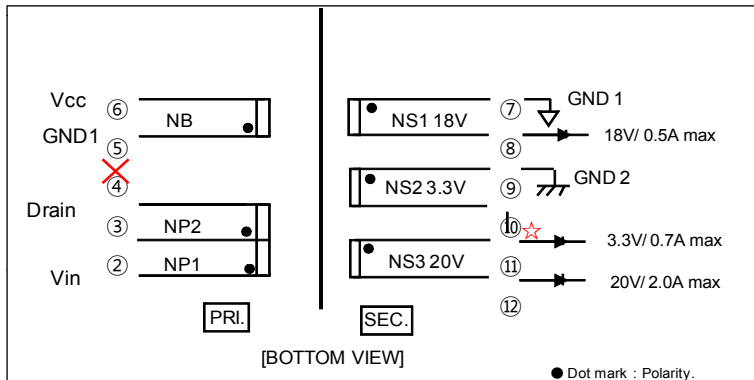 Vcc ⑥ NB
GND1 ⑤
④
Drain ③ NP2
② NP1
Vin
PRI.
NS1 18V ⑦ GND 1
⑧ 18V/ 0.5A max
NS2 3.3V ⑨ GND 2
⑩ ☆ 3.3V/ 0.7A max
NS3 20V ⑪ 20V/ 2.0A max
⑫
SEC.
[BOTTOM VIEW]
● Dot mark : Polarity.